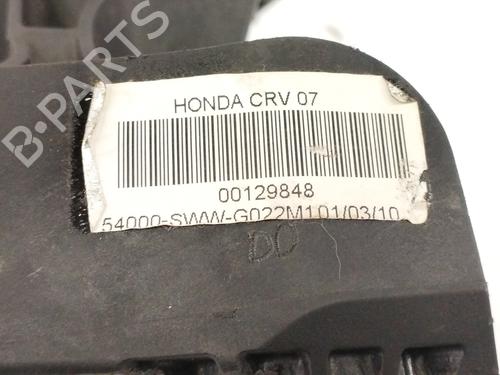 B-PARTS
HONDA CRV 07
00129848
54000-SWW-G022M101/03/10
DO